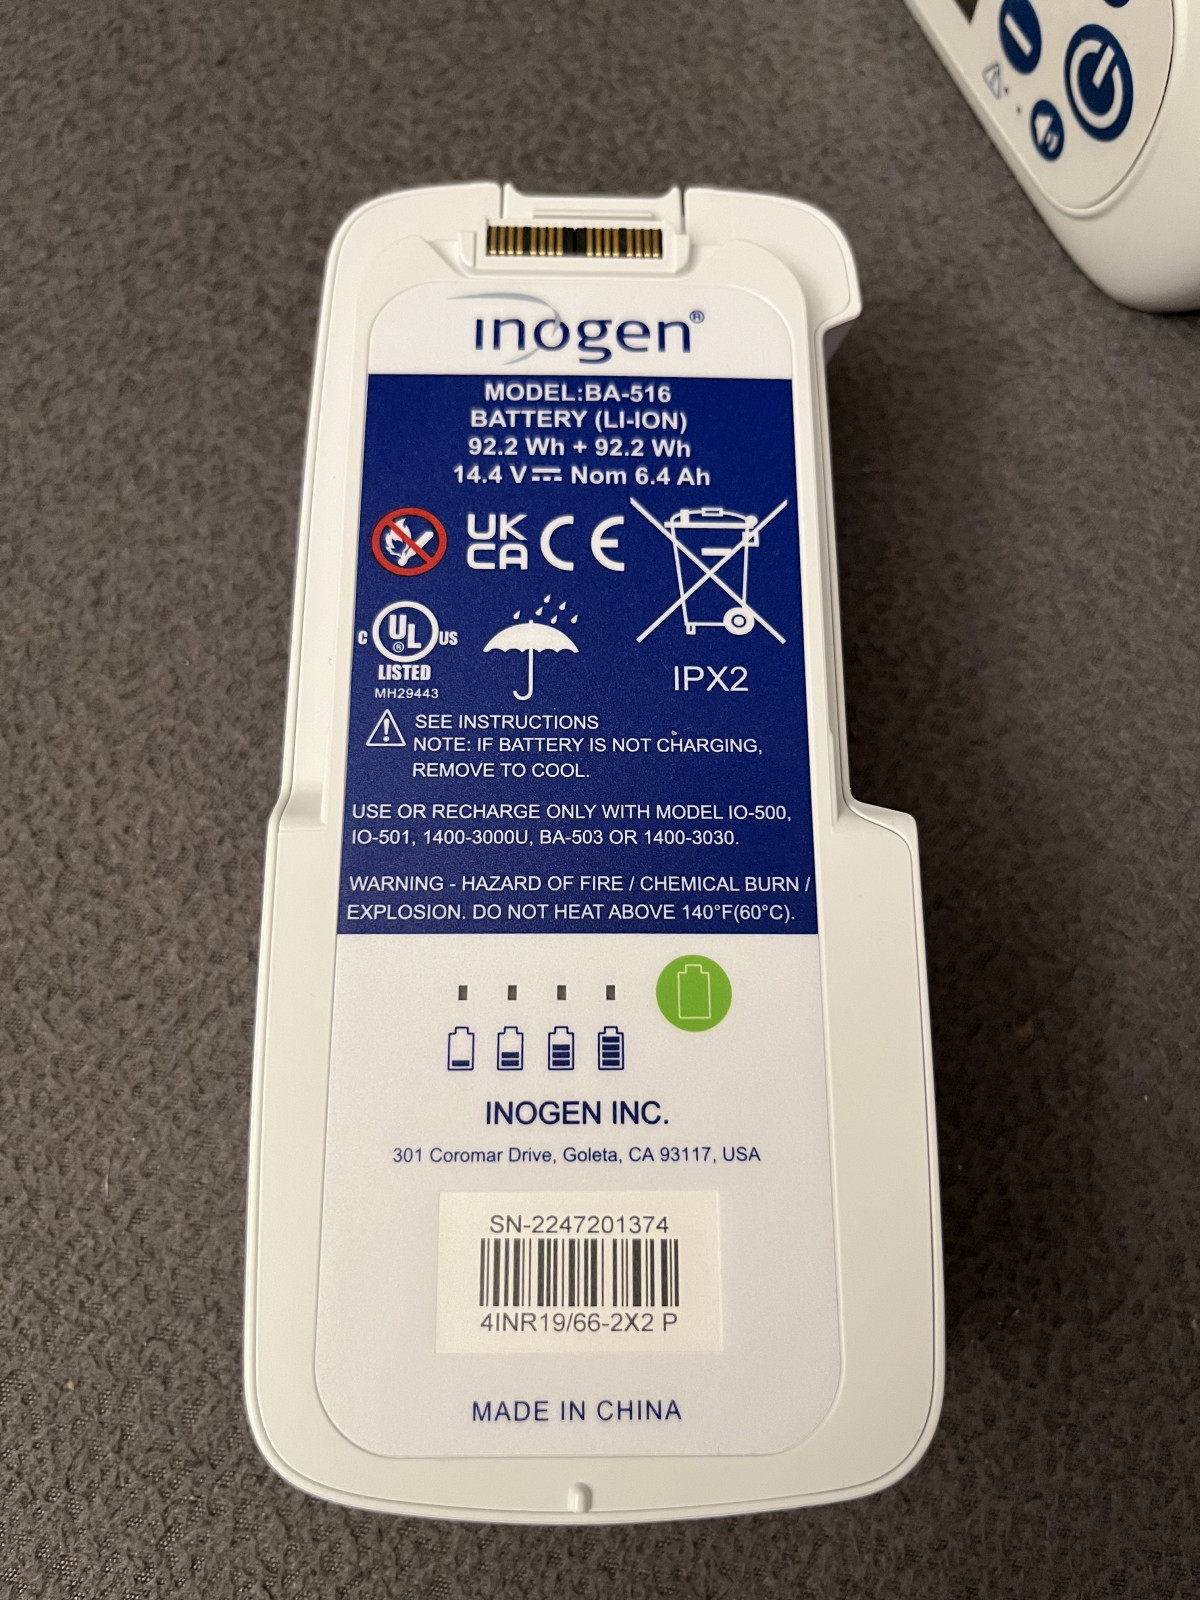 inogen®
MODEL:BA-516
BATTERY (LI-ION)
92.2 Wh + 92.2 Wh
14.4 V⎓ Nom 6.4 Ah
UK
CA CE
C UL® US
LISTED
MH29443
IPX2
SEE INSTRUCTIONS
NOTE: IF BATTERY IS NOT CHARGING,
REMOVE TO COOL.
USE OR RECHARGE ONLY WITH MODEL IO-500,
IO-501, 1400-3000U, BA-503 OR 1400-3030.
WARNING - HAZARD OF FIRE / CHEMICAL BURN /
EXPLOSION. DO NOT HEAT ABOVE 140°F(60°C).
INOGEN INC.
301 Coromar Drive, Goleta, CA 93117, USA
SN-2247201374
4INR19/66-2X2 P
MADE IN CHINA